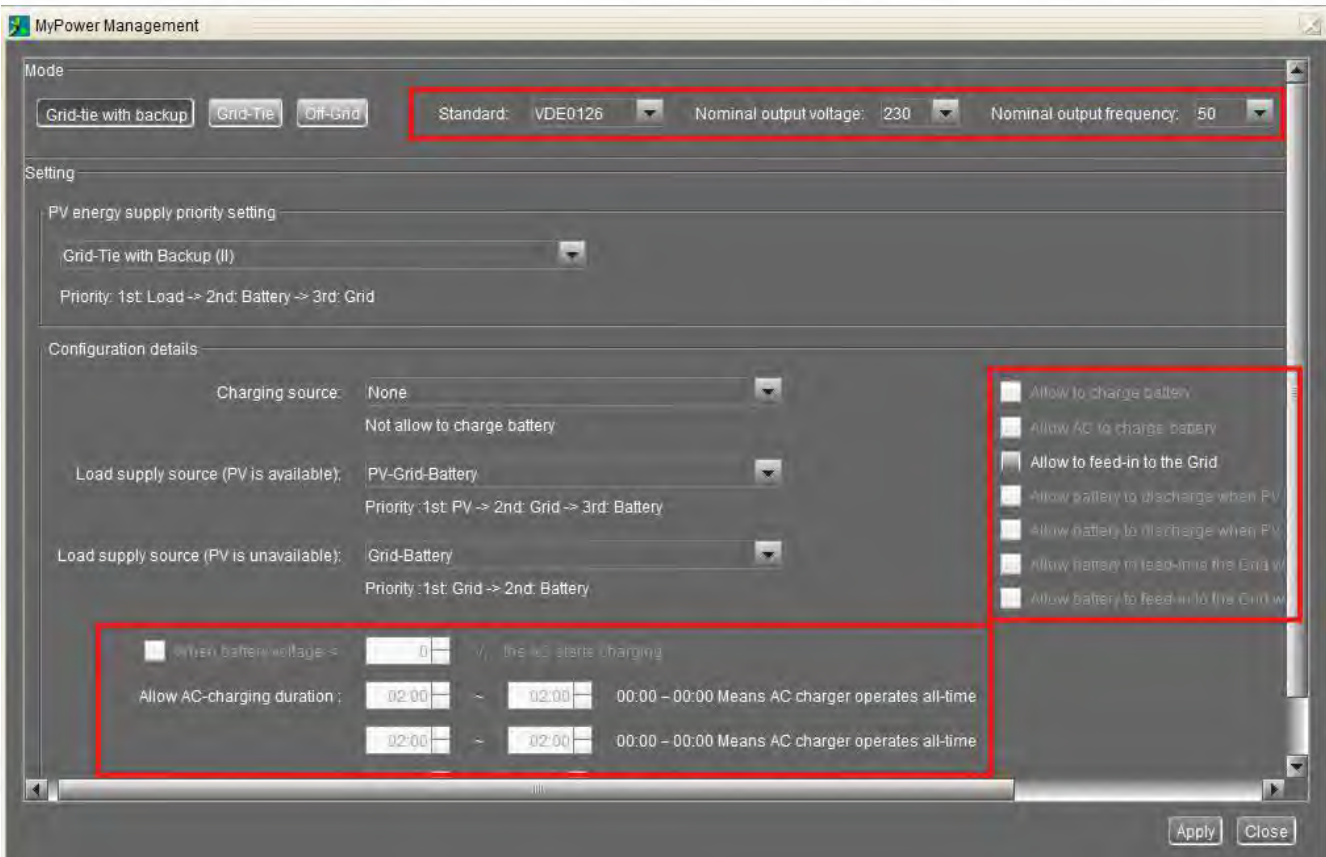 MyPower Management
Mode
Grid-tie with backup Grid-Tie Off-Grid Standard: VDE0126 Nominal output voltage: 230 Nominal output frequency: 50
Setting
PV energy supply priority setting
Grid-Tie with Backup (II)
Priority: 1st: Load -> 2nd: Battery -> 3rd: Grid
Configuration details
Charging source: None
Allow to charge battery
Not allow to charge battery
Allow AC to charge battery
Load supply source (PV is available): PV-Grid-Battery
Allow to feed-in to the Grid
Priority :1st: PV -> 2nd: Grid -> 3rd: Battery
Allow battery to discharge when PV
Allow battery to discharge when PV
Load supply source (PV is unavailable): Grid-Battery
Allow battery to feed-in to the Grid w
Priority :1st: Grid -> 2nd: Battery
Allow battery to feed-in to the Grid w
When battery voltage < 0 V, the AC starts charging
Allow AC-charging duration : 02:00 ~ 02:00 00:00 – 00:00 Means AC charger operates all-time
02:00 ~ 02:00 00:00 – 00:00 Means AC charger operates all-time
Apply Close